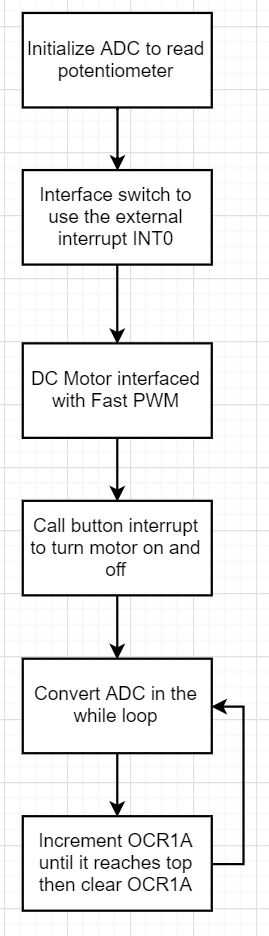 Initialize ADC to read
potentiometer
Interface switch to
use the external
interrupt INT0
DC Motor interfaced
with Fast PWM
Call button interrupt
to turn motor on and
off
Convert ADC in the
while loop
Increment OCR1A
until it reaches top
then clear OCR1A